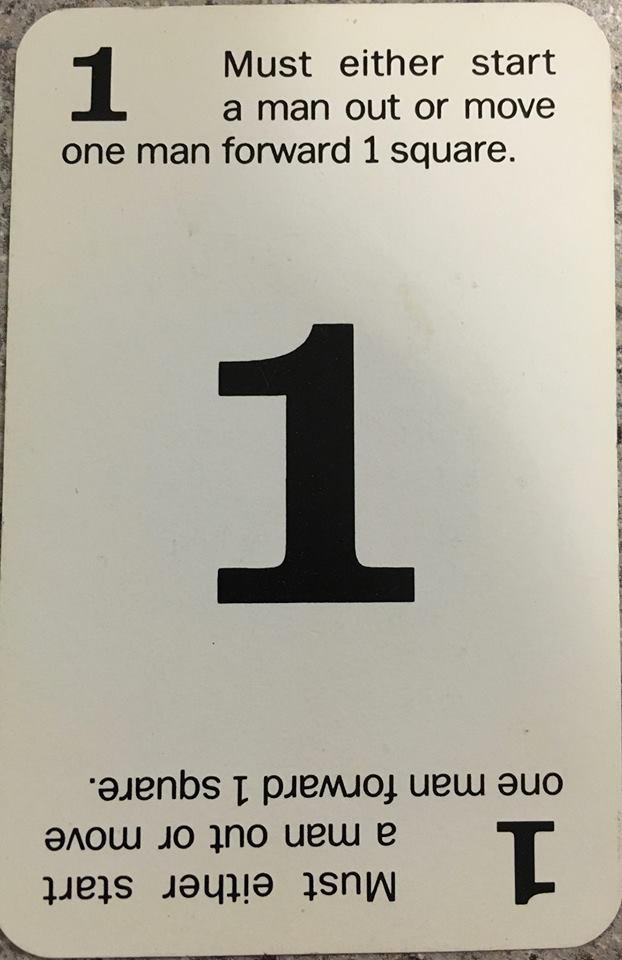 1 Must either start
a man out or move
one man forward 1 square.
1
one man forward 1 square.
a man out or move
1 Must either start